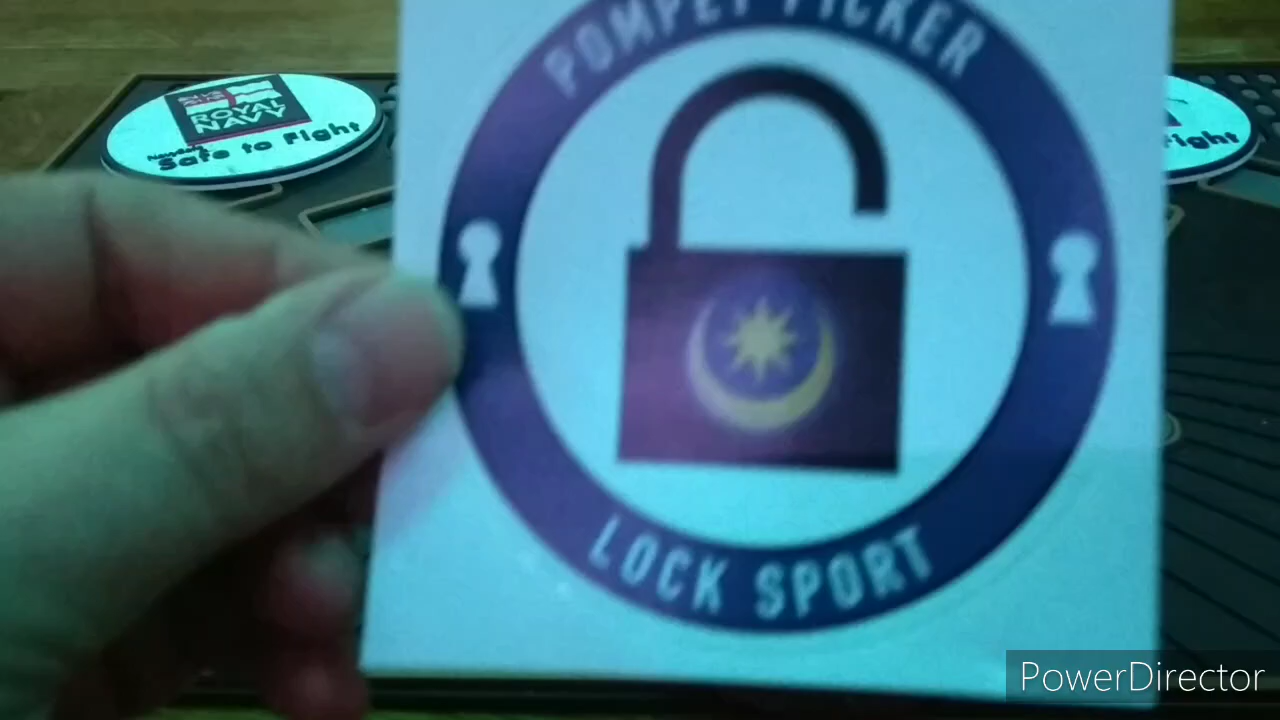 POMPEY PICKER
ROYAL
NAVY
Safe to Fight
Fight
LOCK SPORT
PowerDirector